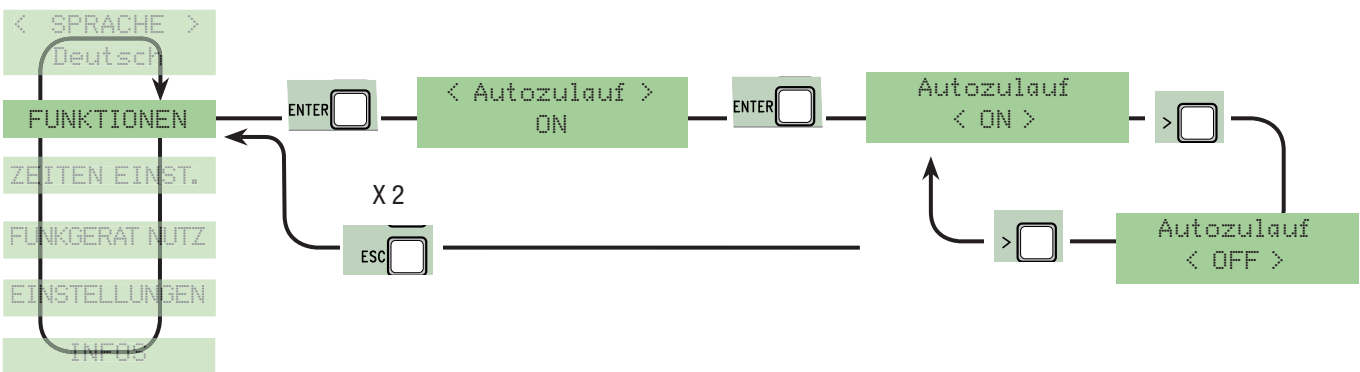 < SPRACHE >
Deutsch
FUNKTIONEN
ZEITEN EINST.
FUNKGERAT NUTZ
EINSTELLUNGEN
INFOS
ENTER
< Autozulauf >
ON
ENTER
Autozulauf
< ON >
>
Autozulauf
< OFF >
>
X 2
ESC